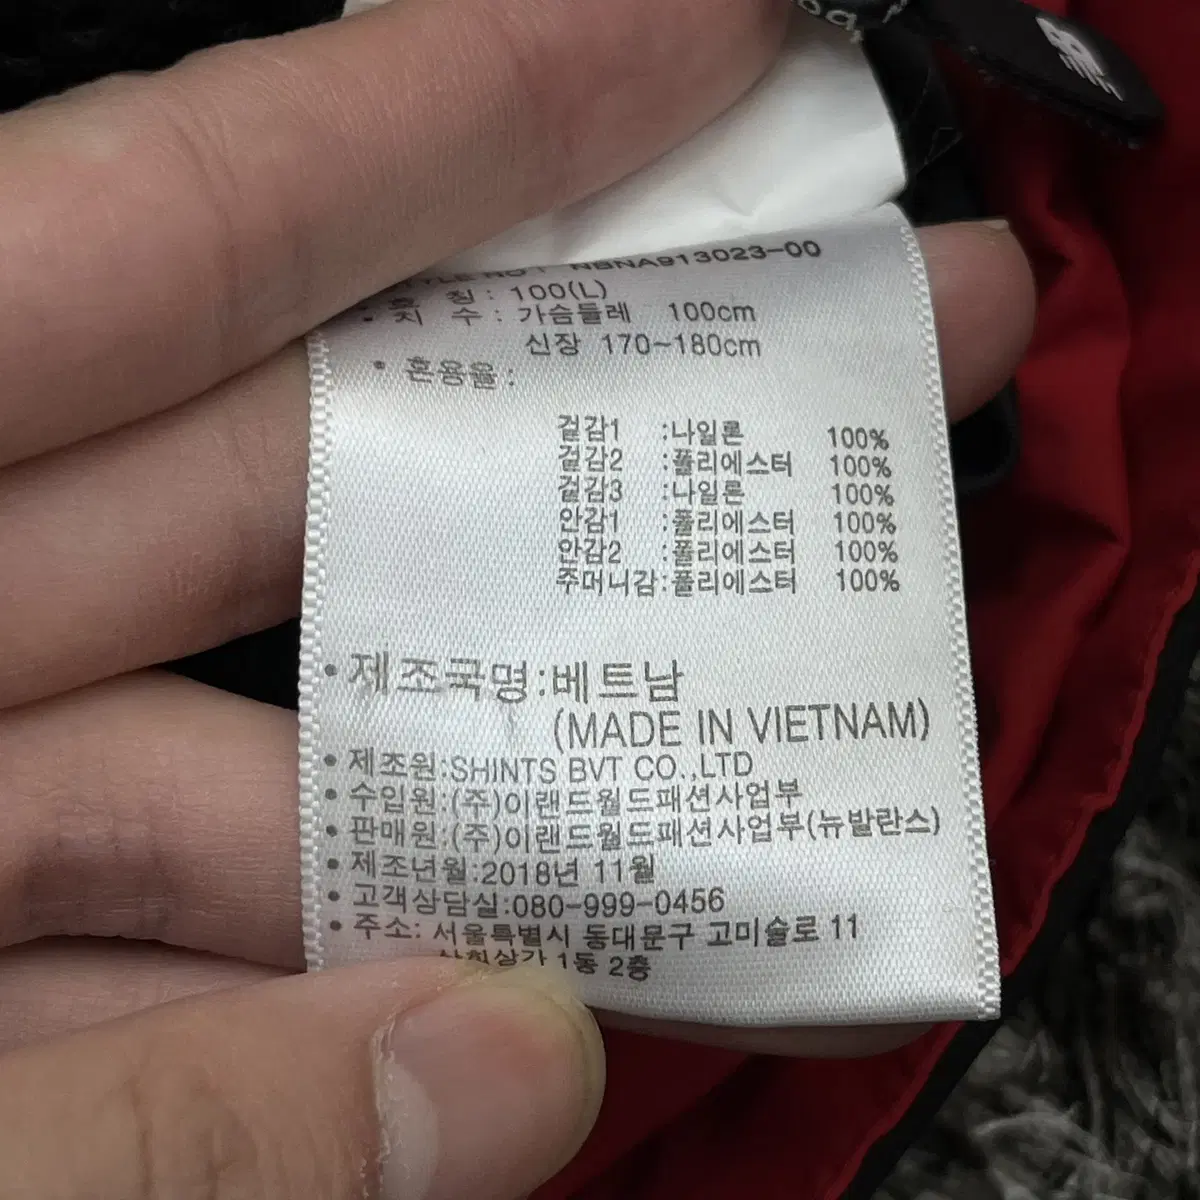 STYLE NO : NBNA913023-00
• 호 칭 : 100(L)
• 치 수 : 가슴둘레 100cm
신장 170~180cm
• 혼용율 :
겉감1 :나일론 100%
겉감2 :폴리에스터 100%
겉감3 :나일론 100%
안감1 :폴리에스터 100%
안감2 :폴리에스터 100%
주머니감:폴리에스터 100%
• 제조국명:베트남
(MADE IN VIETNAM)
• 제조원:SHINTS BVT CO.,LTD
• 수입원:(주)이랜드월드패션사업부
• 판매원:(주)이랜드월드패션사업부(뉴발란스)
• 제조년월:2018년 11월
• 고객상담실:080-999-0456
• 주소: 서울특별시 동대문구 고미술로 11
삼희상가 1동 2층